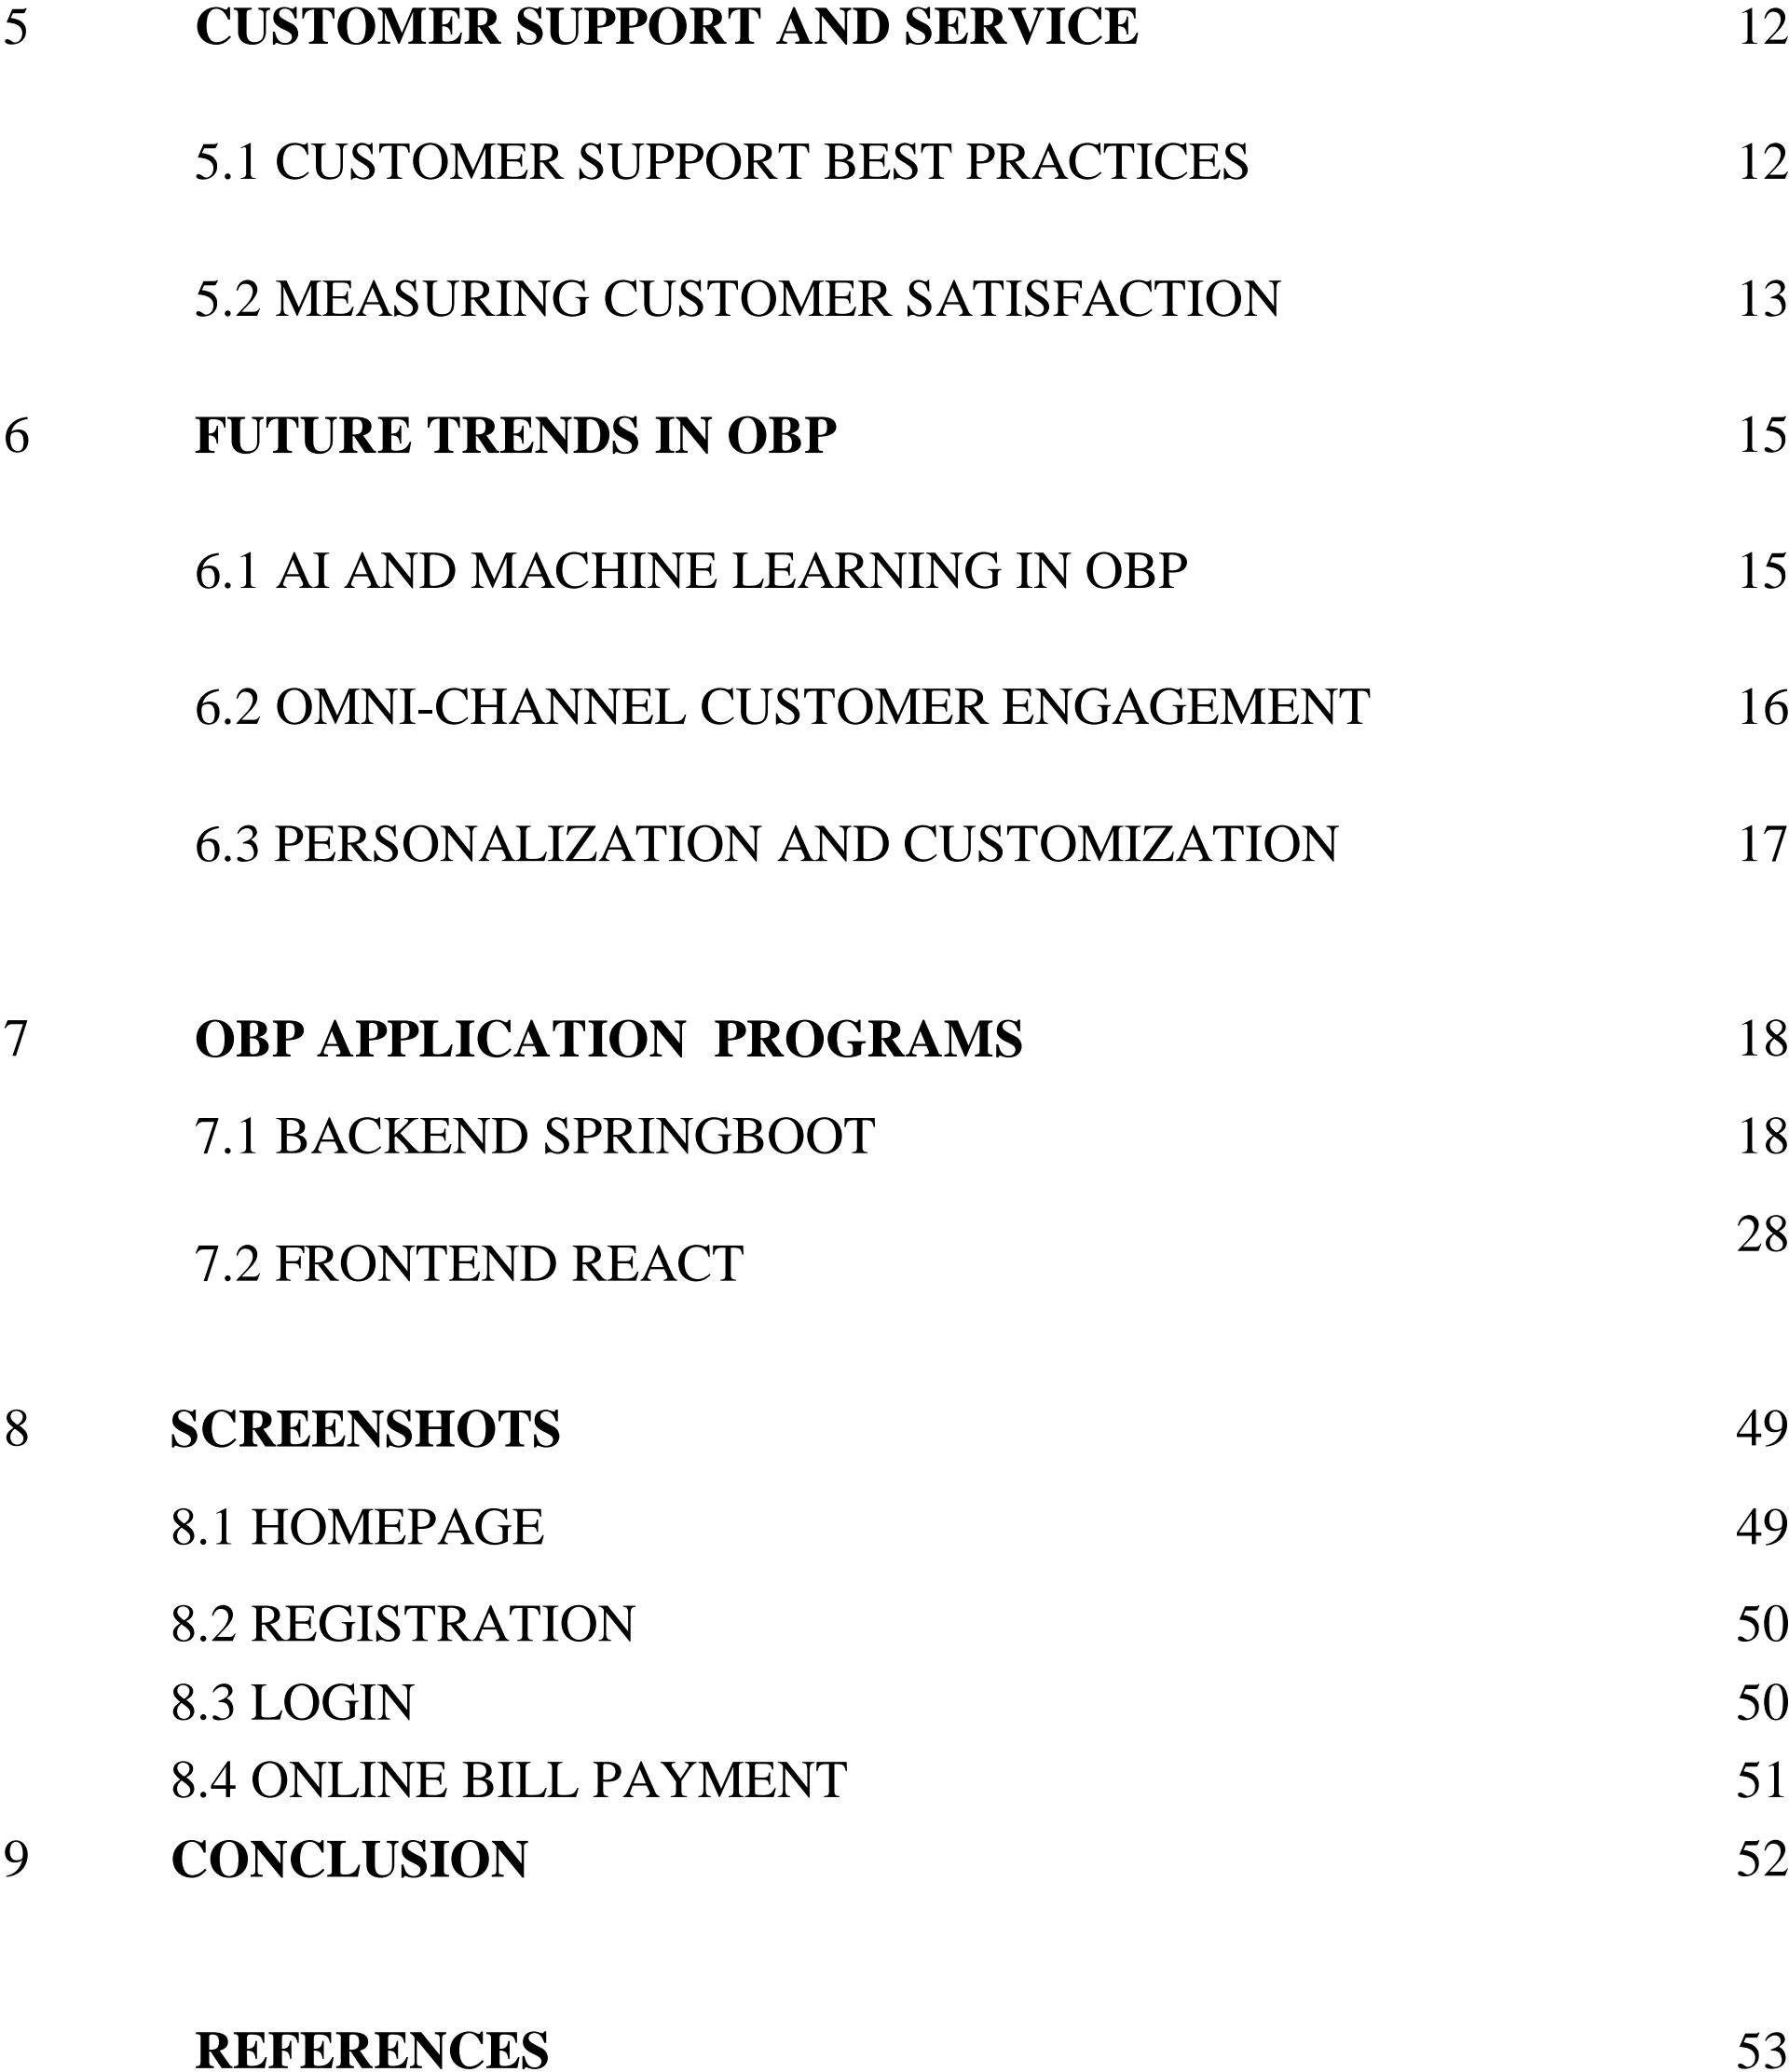 5 CUSTOMER SUPPORT AND SERVICE 12
5.1 CUSTOMER SUPPORT BEST PRACTICES 12
5.2 MEASURING CUSTOMER SATISFACTION 13
6 FUTURE TRENDS IN OBP 15
6.1 AI AND MACHINE LEARNING IN OBP 15
6.2 OMNI-CHANNEL CUSTOMER ENGAGEMENT 16
6.3 PERSONALIZATION AND CUSTOMIZATION 17
7 OBP APPLICATION  PROGRAMS 18
7.1 BACKEND SPRINGBOOT 18
7.2 FRONTEND REACT 28
8 SCREENSHOTS 49
8.1 HOMEPAGE 49
8.2 REGISTRATION 50
8.3 LOGIN 50
8.4 ONLINE BILL PAYMENT 51
9 CONCLUSION 52
REFERENCES 53